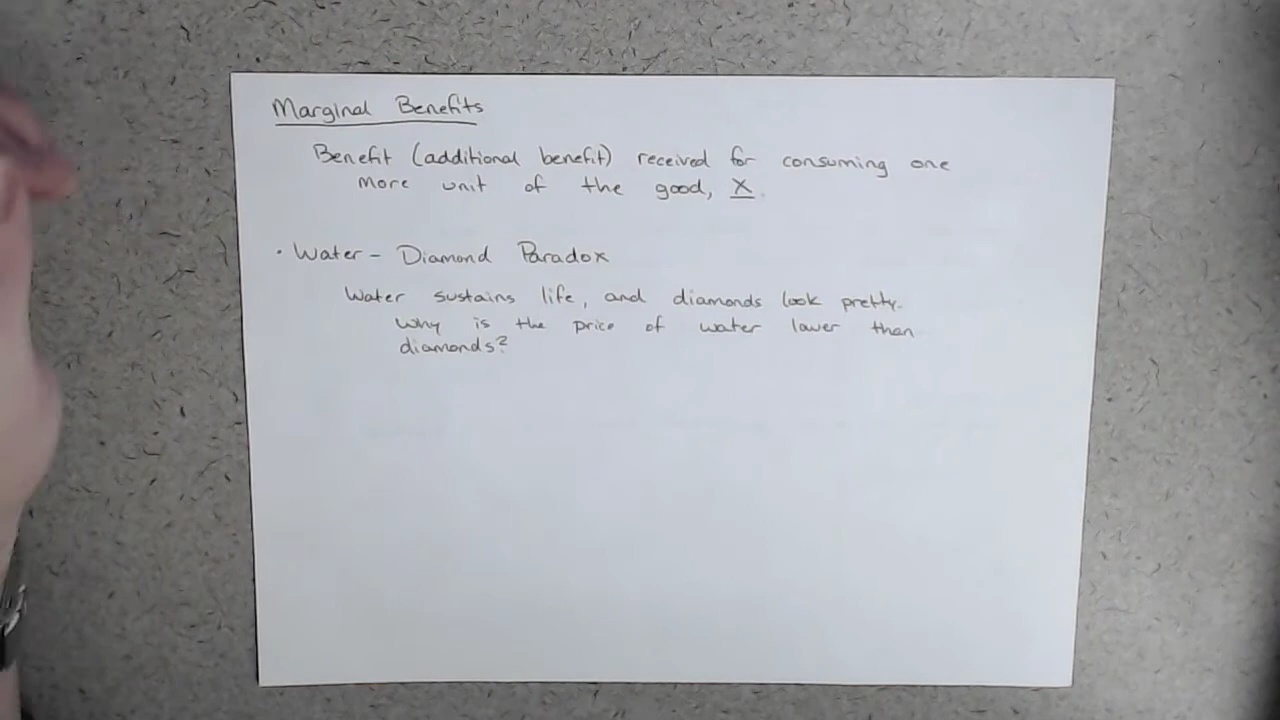 Marginal Benefits
Benefit (additional benefit) received for consuming one
more unit of the good, X.
• Water - Diamond Paradox
Water sustains life, and diamonds look pretty.
Why is the price of water lower than
diamonds?